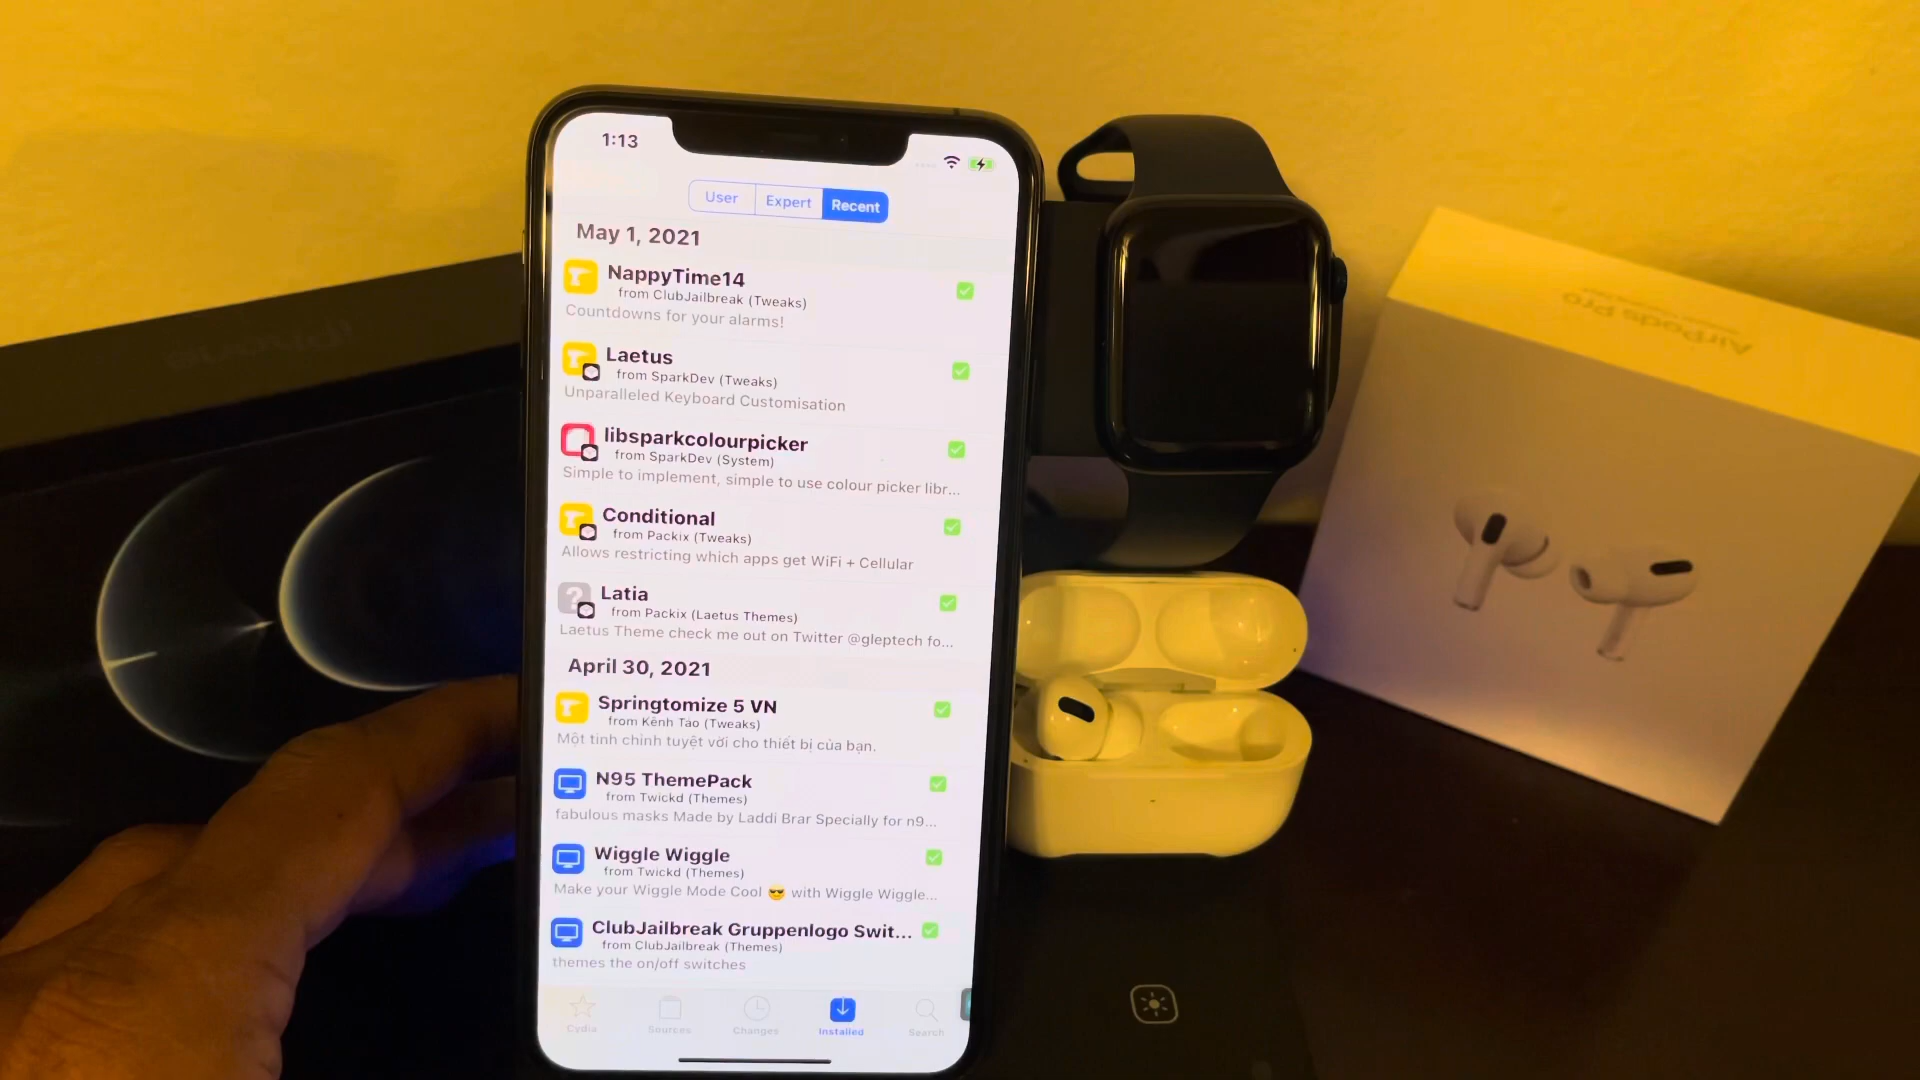 1:13
User Expert Recent
May 1, 2021
NappyTime14
from ClubJailbreak (Tweaks)
Countdowns for your alarms!
Laetus
from SparkDev (Tweaks)
Unparalleled Keyboard Customisation
libsparkcolourpicker
from SparkDev (System)
Simple to implement, simple to use colour picker libr...
Conditional
from Packix (Tweaks)
Allows restricting which apps get WiFi + Cellular
Latia
from Packix (Laetus Themes)
Laetus Theme check me out on Twitter @gleptech fo...
April 30, 2021
Springtomize 5 VN
from Kênh Táo (Tweaks)
Một tinh chỉnh tuyệt vời cho thiết bị của bạn.
N95 ThemePack
from Twickd (Themes)
fabulous masks Made by Laddi Brar Specially for n9...
Wiggle Wiggle
from Twickd (Themes)
Make your Wiggle Mode Cool 😎 with Wiggle Wiggle...
ClubJailbreak Gruppenlogo Swit...
from ClubJailbreak (Themes)
themes the on/off switches
Cydia Sources Changes Installed Search
AirPods Pro